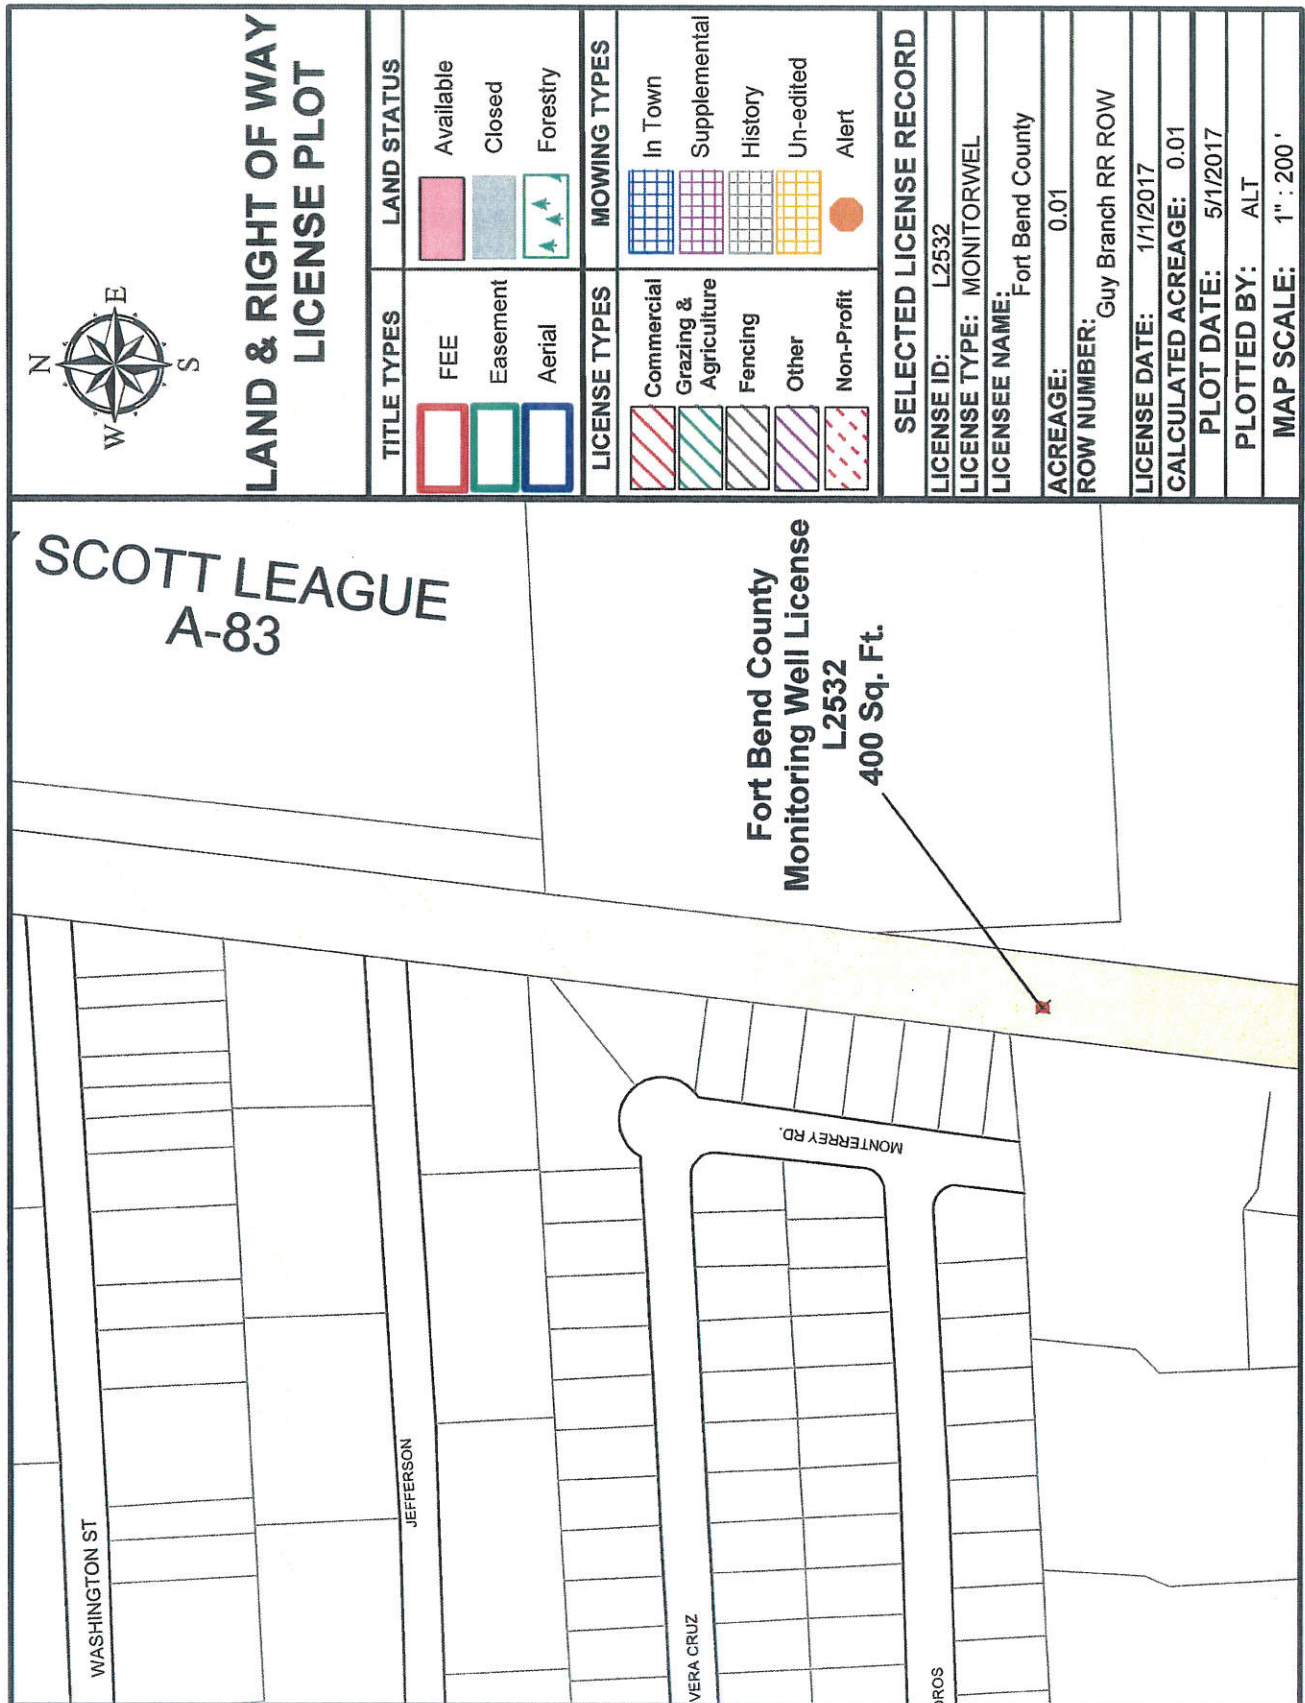 N
W
E
S
LAND & RIGHT OF WAY
LICENSE PLOT
TITLE TYPES
FEE
Easement
Aerial
LAND STATUS
Available
Closed
Forestry
LICENSE TYPES
Commercial
Grazing &
Agriculture
Fencing
Other
Non-Profit
MOWING TYPES
In Town
Supplemental
History
Un-edited
Alert
SELECTED LICENSE RECORD
LICENSE ID: L2532
LICENSE TYPE: MONITORWEL
LICENSEE NAME:
Fort Bend County
ACREAGE: 0.01
ROW NUMBER:
Guy Branch RR ROW
LICENSE DATE: 1/1/2017
CALCULATED ACREAGE: 0.01
PLOT DATE: 5/1/2017
PLOTTED BY: ALT
MAP SCALE: 1" : 200 '
SCOTT LEAGUE
A-83
Fort Bend County
Monitoring Well License
L2532
400 Sq. Ft.
WASHINGTON ST
JEFFERSON
MONTERREY RD.
VERA CRUZ
OROS